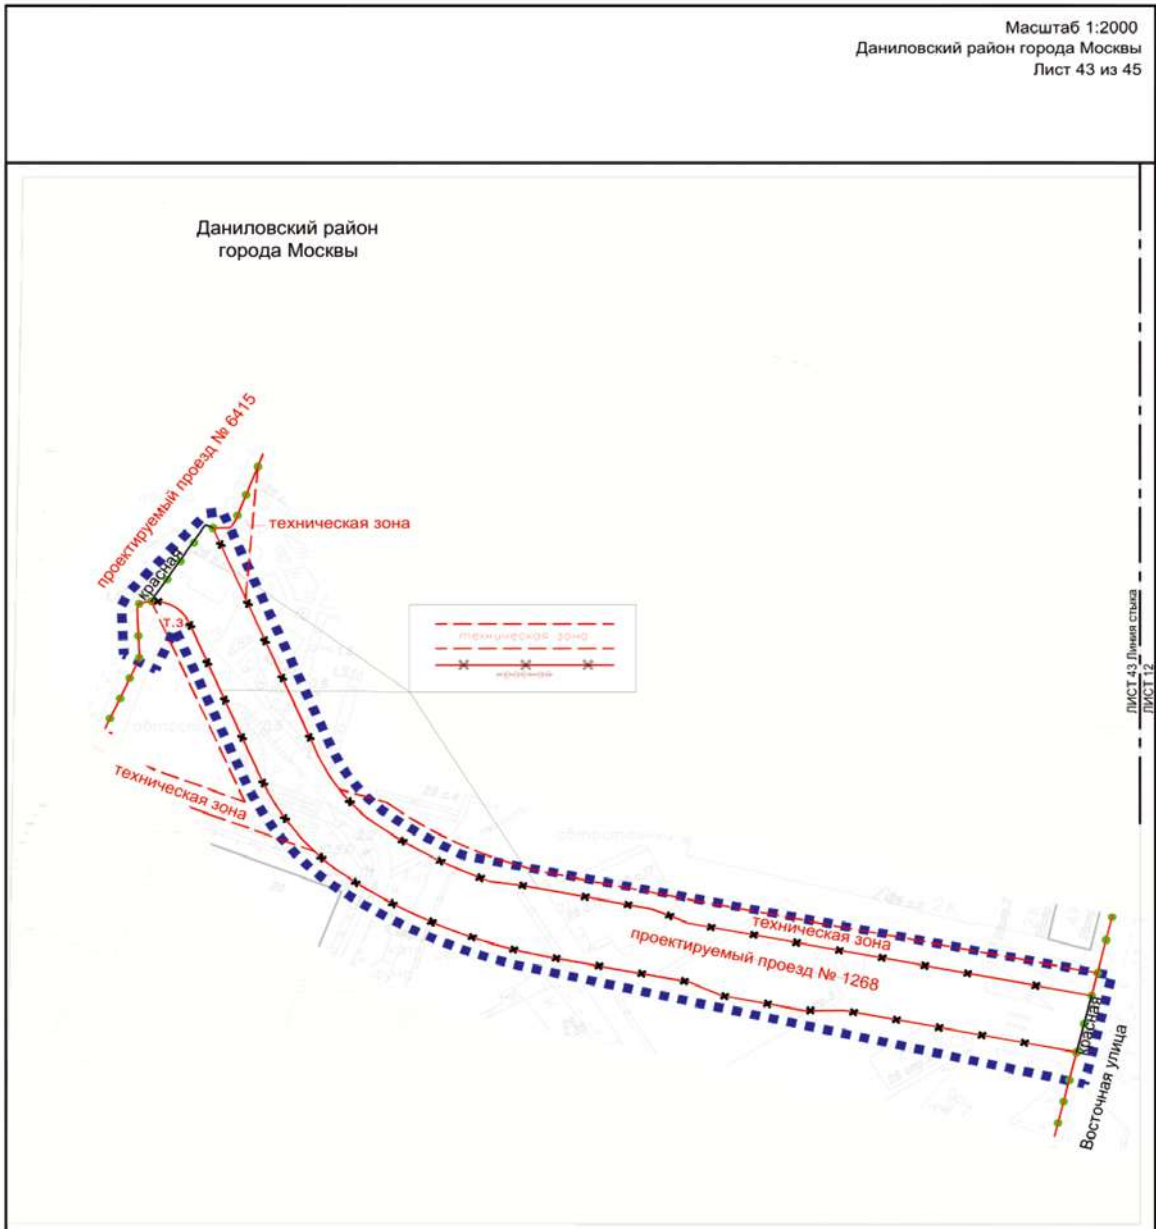 Масштаб 1:2000
Даниловский район города Москвы
Лист 43 из 45
Даниловский район
города Москвы
проектируемый проезд № 6415
техническая зона
красная
т.з.
техническая зона
красная
техническая зона
техническая зона
проектируемый проезд № 1268
красная
Восточная улица
ЛИСТ 43 Линия стыка
ЛИСТ 12